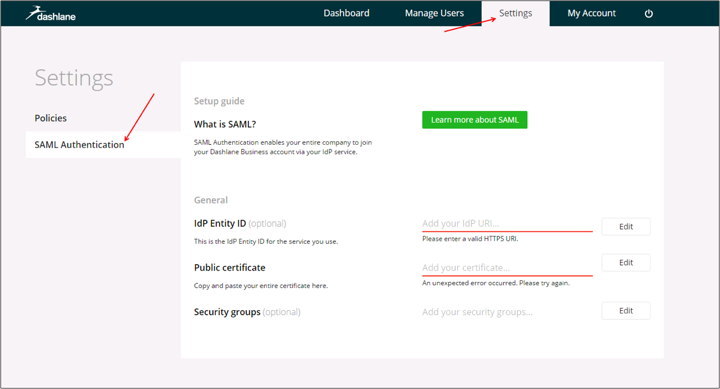 dashlane
Dashboard
Manage Users
Settings
My Account
Settings
Policies
SAML Authentication
Setup guide
What is SAML?
Learn more about SAML
SAML Authentication enables your entire company to join
your Dashlane Business account via your IdP service.
General
IdP Entity ID (optional)
Add your IdP URI...
Edit
This is the IdP Entity ID for the service you use.
Please enter a valid HTTPS URI.
Public certificate
Add your certificate...
Edit
Copy and paste your entire certificate here.
An unexpected error occurred. Please try again.
Security groups (optional)
Add your security groups...
Edit